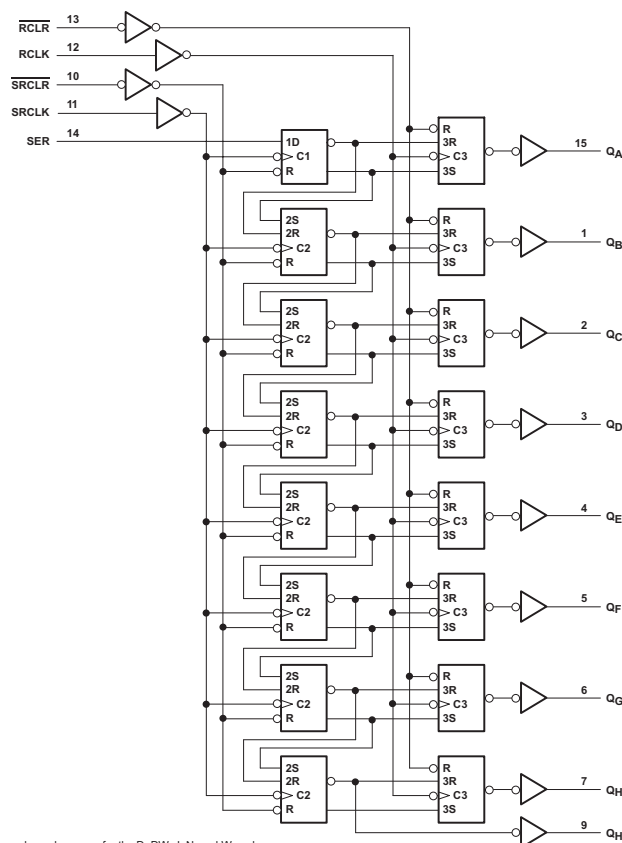 RCLR 13
RCLK 12
SRCLR 10
SRCLK 11
SER 14
1D
C1
R
R
3R
C3
3S
15 QA
2S
2R
C2
R
R
3R
C3
3S
1 QB
2S
2R
C2
R
R
3R
C3
3S
2 QC
2S
2R
C2
R
R
3R
C3
3S
3 QD
2S
2R
C2
R
R
3R
C3
3S
4 QE
2S
2R
C2
R
R
3R
C3
3S
5 QF
2S
2R
C2
R
R
3R
C3
3S
6 QG
2S
2R
C2
R
R
3R
C3
3S
7 QH
9 QH